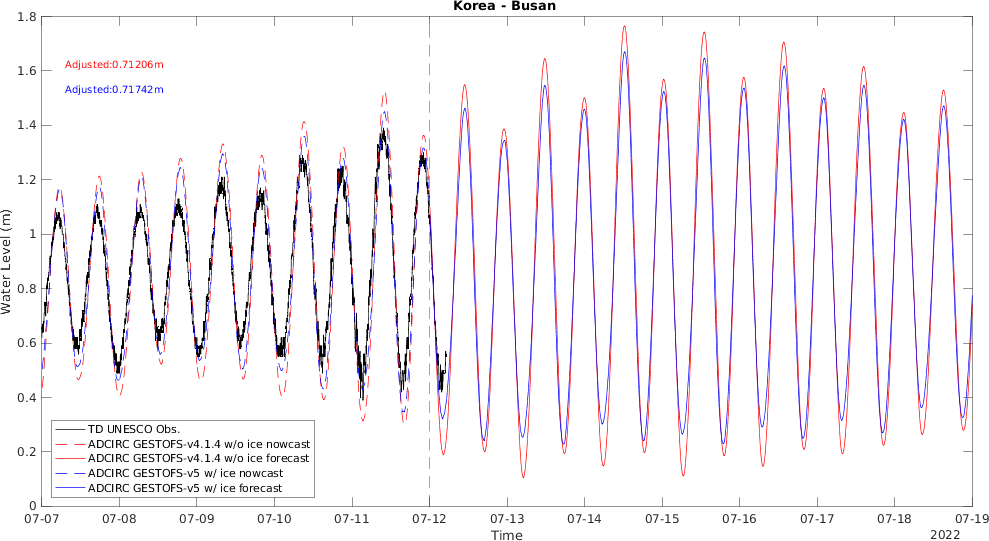 Korea - Busan
1.8
1.6
1.4
1.2
1
0.8
0.6
0.4
0.2
0
Water Level (m)
Adjusted:0.71206m
Adjusted:0.71742m
TD UNESCO Obs.
ADCIRC GESTOFS-v4.1.4 w/o ice nowcast
ADCIRC GESTOFS-v4.1.4 w/o ice forecast
ADCIRC GESTOFS-v5 w/ ice nowcast
ADCIRC GESTOFS-v5 w/ ice forecast
07-07 07-08 07-09 07-10 07-11 07-12 07-13 07-14 07-15 07-16 07-17 07-18 07-19
Time
2022